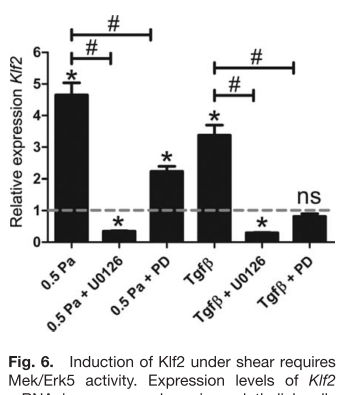 #
#
#
#
6
5
4
3
2
1
0
Relative expression Klf2
*
*
*
*
*
ns
0.5 Pa
0.5 Pa + U0126
0.5 Pa + PD
Tgfβ
Tgfβ + U0126
Tgfβ + PD
Fig. 6. Induction of Klf2 under shear requires
Mek/Erk5 activity. Expression levels of Klf2